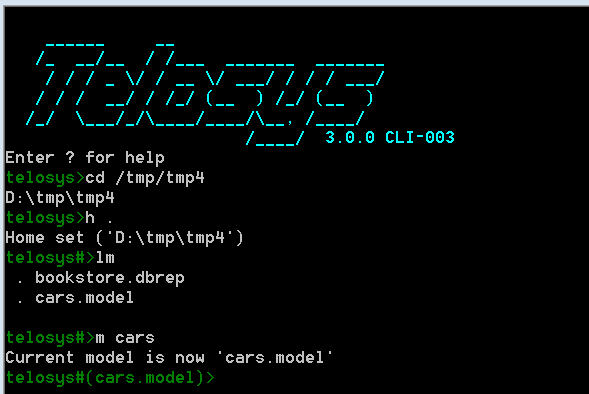 Telosys
3.0.0 CLI-003
Enter ? for help
telosys>cd /tmp/tmp4
D:\tmp\tmp4
telosys>h .
Home set ('D:\tmp\tmp4')
telosys#>lm
. bookstore.dbrep
. cars.model
telosys#>m cars
Current model is now 'cars.model'
telosys#(cars.model)>